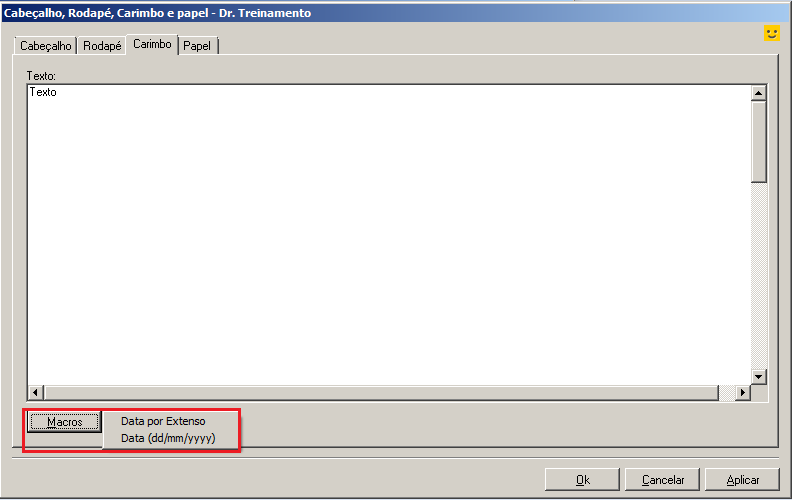 Cabeçalho, Rodapé, Carimbo e papel - Dr. Treinamento
Cabeçalho Rodapé Carimbo Papel
Texto:
Texto
Macros
Data por Extenso
Data (dd/mm/yyyy)
Ok Cancelar Aplicar